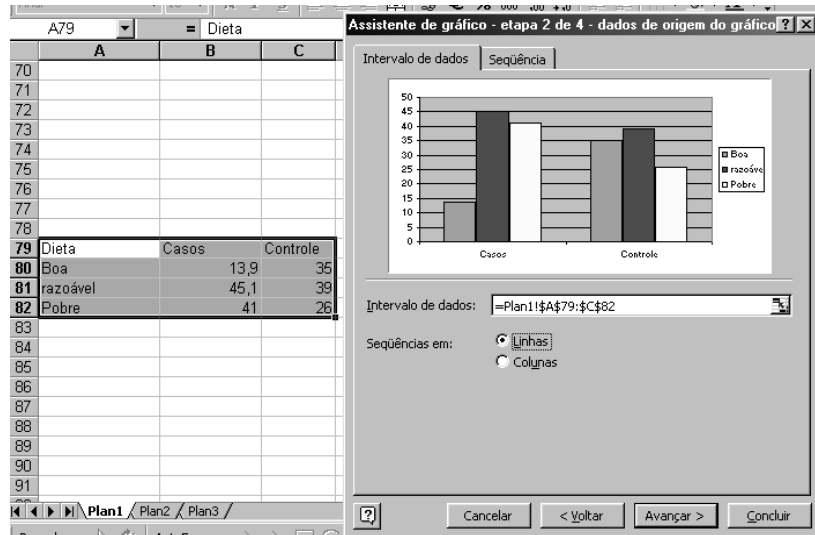 A79 = Dieta
A B C
70
71
72
73
74
75
76
77
78
79 Dieta Casos Controle
80 Boa 13,9 35
81 razoável 45,1 39
82 Pobre 41 26
83
84
85
86
87
88
89
90
91
Plan1 Plan2 Plan3
Assistente de gráfico - etapa 2 de 4 - dados de origem do gráfico
Intervalo de dados Seqüência
50
45
40
35
30
25
20
15
10
5
0
Casos Controle
Boa
razoáve
Pobre
Intervalo de dados: =Plan1!$A$79:$C$82
Seqüências em: Linhas
Colunas
Cancelar < Voltar Avançar > Concluir